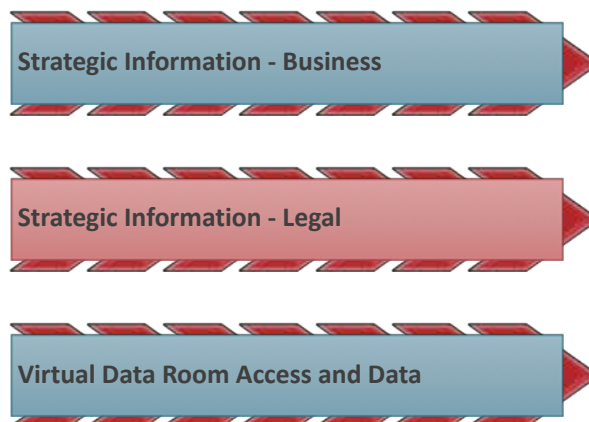 Strategic Information - Business
Strategic Information - Legal
Virtual Data Room Access and Data